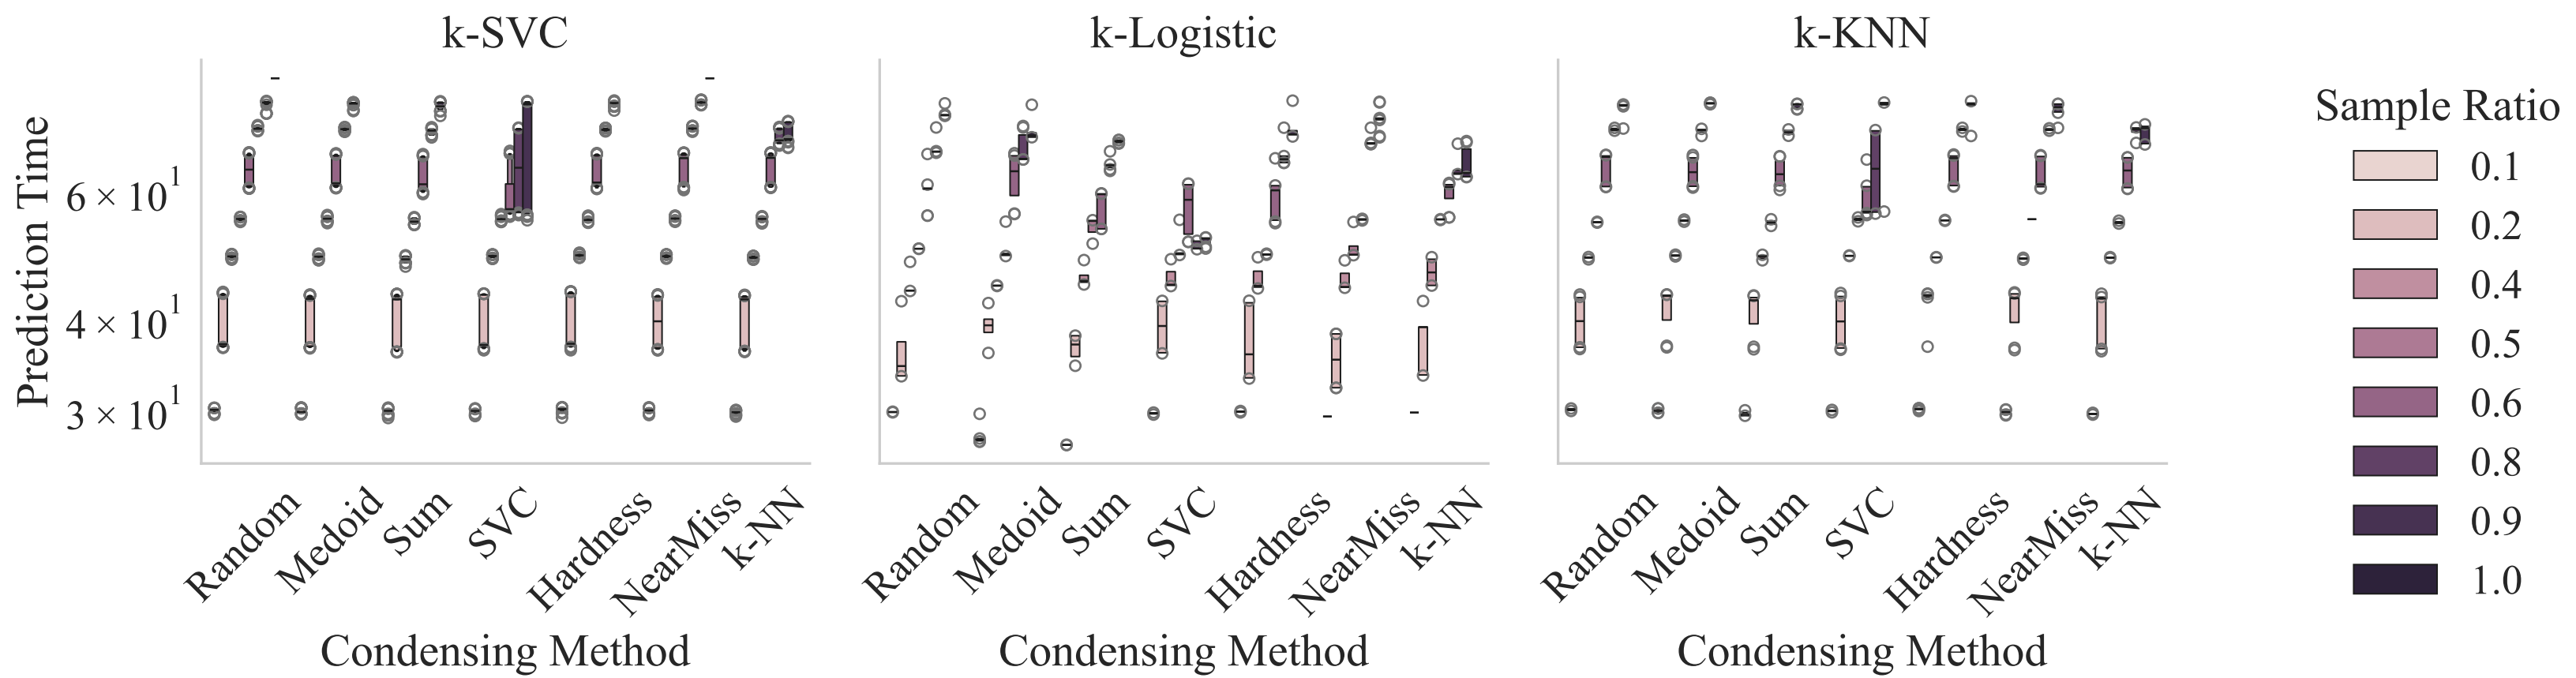 k-SVC
k-Logistic
k-KNN
Prediction Time
6 × 10¹
4 × 10¹
3 × 10¹
Random
Medoid
Sum
SVC
Hardness
NearMiss
k-NN
Condensing Method
Random
Medoid
Sum
SVC
Hardness
NearMiss
k-NN
Condensing Method
Random
Medoid
Sum
SVC
Hardness
NearMiss
k-NN
Condensing Method
Sample Ratio
0.1
0.2
0.4
0.5
0.6
0.8
0.9
1.0